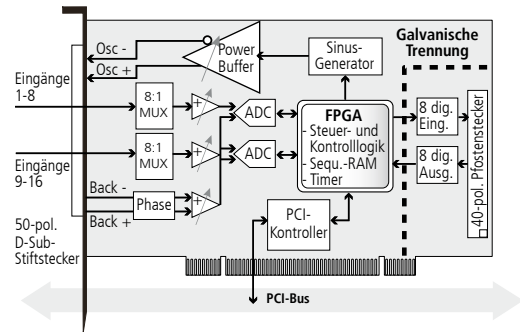 Galvanische
Trennung
Osc -
Osc +
Power
Buffer
Sinus-
Generator
Eingänge
1-8
8:1
MUX
+
ADC
FPGA
- Steuer- und
Kontrolllogik
- Sequ.-RAM
- Timer
8 dig.
Eing.
8 dig.
Ausg.
40-pol. Pfostenstecker
Eingänge
9-16
8:1
MUX
+
ADC
Back -
Back +
Phase
+
PCI-
Kontroller
50-pol.
D-Sub-
Stiftstecker
PCI-Bus